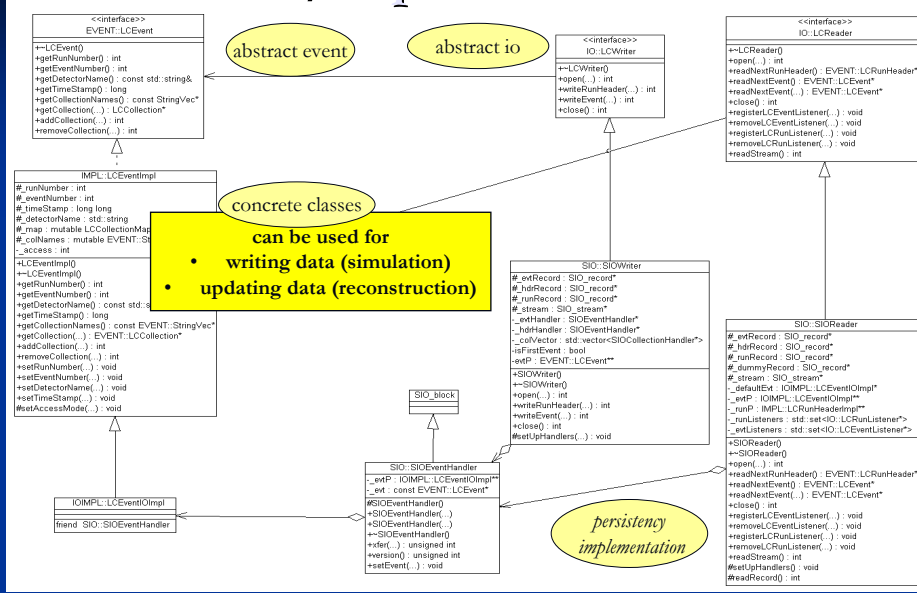 <<interface>>
EVENT::LCEvent
+~LCEvent()
+getRunNumber() : int
+getEventNumber() : int
+getDetectorName() : const std::string&
+getTimeStamp() : long
+getCollectionNames() : const StringVec*
+getCollection(...) : LCCollection*
+addCollection(...) : int
+removeCollection(...) : int
abstract event
abstract io
<<interface>>
IO::LCWriter
+~LCWriter()
+open(...) : int
+writeRunHeader(...) : int
+writeEvent(...) : int
+close() : int
<<interface>>
IO::LCReader
+~LCReader()
+open(...) : int
+readNextRunHeader() : EVENT::LCRunHeader*
+readNextEvent() : EVENT::LCEvent*
+readNextEvent(...) : EVENT::LCEvent*
+close() : int
+registerLCEventListener(...) : void
+removeLCEventListener(...) : void
+registerLCRunListener(...) : void
+removeLCRunListener(...) : void
+readStream() : int
IMPL::LCEventImpl
#_runNumber : int
#_eventNumber : int
#_timeStamp : long long
#_detectorName : std::string
#_map : mutable LCCollectionMap
#_colNames : mutable EVENT::St
-_access : int
+LCEventImpl()
+~LCEventImpl()
+getRunNumber() : int
+getEventNumber() : int
+getDetectorName() : const std::s
+getTimeStamp() : long
+getCollectionNames() : const EVENT::StringVec*
+getCollection(...) : EVENT::LCCollection*
+addCollection(...) : int
+removeCollection(...) : int
+setRunNumber(...) : void
+setEventNumber(...) : void
+setDetectorName(...) : void
+setTimeStamp(...) : void
#setAccessMode(...) : void
concrete classes
can be used for
• writing data (simulation)
• updating data (reconstruction)
SIO::SIOWriter
#_evtRecord : SIO_record*
#_hdrRecord : SIO_record*
#_runRecord : SIO_record*
#_stream : SIO_stream*
-_evtHandler : SIOEventHandler*
-_hdrHandler : SIOEventHandler*
-_colVector : std::vector<SIOCollectionHandler*>
-isFirstEvent : bool
-evtP : EVENT::LCEvent**
+SIOWriter()
+~SIOWriter()
+open(...) : int
+writeRunHeader(...) : int
+writeEvent(...) : int
+close() : int
#setUpHandlers(...) : void
SIO::SIOReader
#_evtRecord : SIO_record*
#_hdrRecord : SIO_record*
#_runRecord : SIO_record*
#_dummyRecord : SIO_record*
#_stream : SIO_stream*
-_defaultEvt : IOIMPL::LCEventIOImpl*
-_evtP : IOIMPL::LCEventIOImpl**
-_runP : IMPL::LCRunHeaderImpl**
-_runListeners : std::set<IO::LCRunListener*>
-_evtListeners : std::set<IO::LCEventListener*>
+SIOReader()
+~SIOReader()
+open(...) : int
+readNextRunHeader() : EVENT::LCRunHeader*
+readNextEvent() : EVENT::LCEvent*
+readNextEvent(...) : EVENT::LCEvent*
+close() : int
+registerLCEventListener(...) : void
+removeLCEventListener(...) : void
+registerLCRunListener(...) : void
+removeLCRunListener(...) : void
+readStream() : int
#setUpHandlers() : void
#readRecord() : int
SIO_block
SIO::SIOEventHandler
-_evtP : IOIMPL::LCEventIOImpl**
-_evt : const EVENT::LCEvent*
#SIOEventHandler()
+SIOEventHandler(...)
+SIOEventHandler(...)
+~SIOEventHandler()
+xfer(...) : unsigned int
+version() : unsigned int
+setEvent(...) : void
IOIMPL::LCEventIOImpl
friend SIO::SIOEventHandler
persistency
implementation